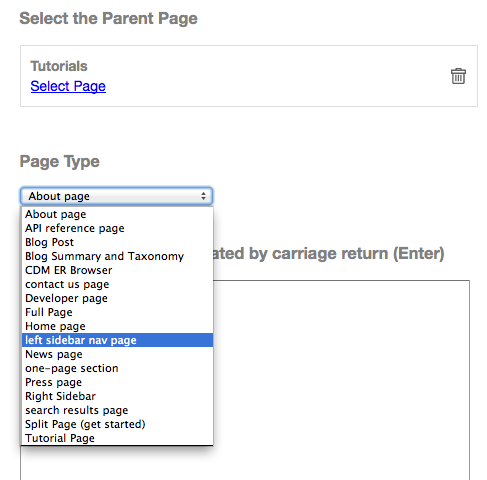 Select the Parent Page
Tutorials
Select Page
Page Type
About page
About page
API reference page
Blog Post
Blog Summary and Taxonomy
CDM ER Browser
contact us page
Developer page
Full Page
Home page
left sidebar nav page
News page
one-page section
Press page
Right Sidebar
search results page
Split Page (get started)
Tutorial Page
ated by carriage return (Enter)